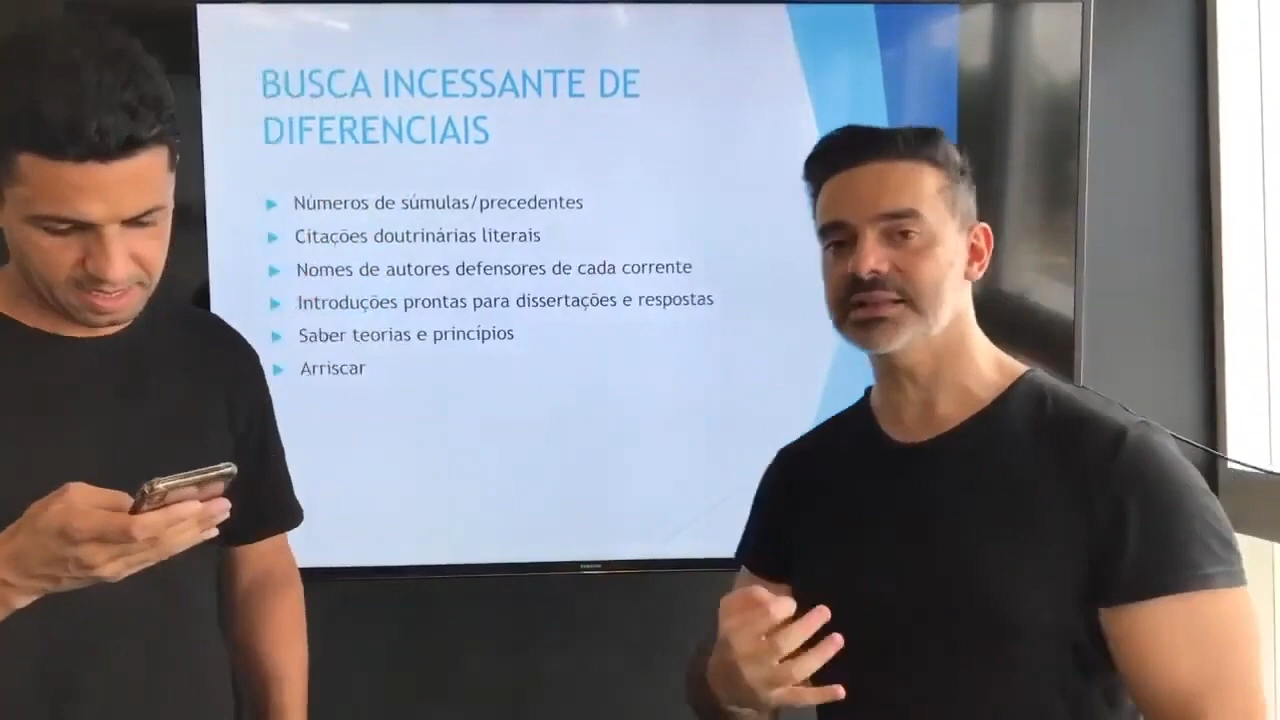 BUSCA INCESSANTE DE
DIFERENCIAIS
Números de súmulas/precedentes
Citações doutrinárias literais
Nomes de autores defensores de cada corrente
Introduções prontas para dissertações e respostas
Saber teorias e princípios
Arriscar